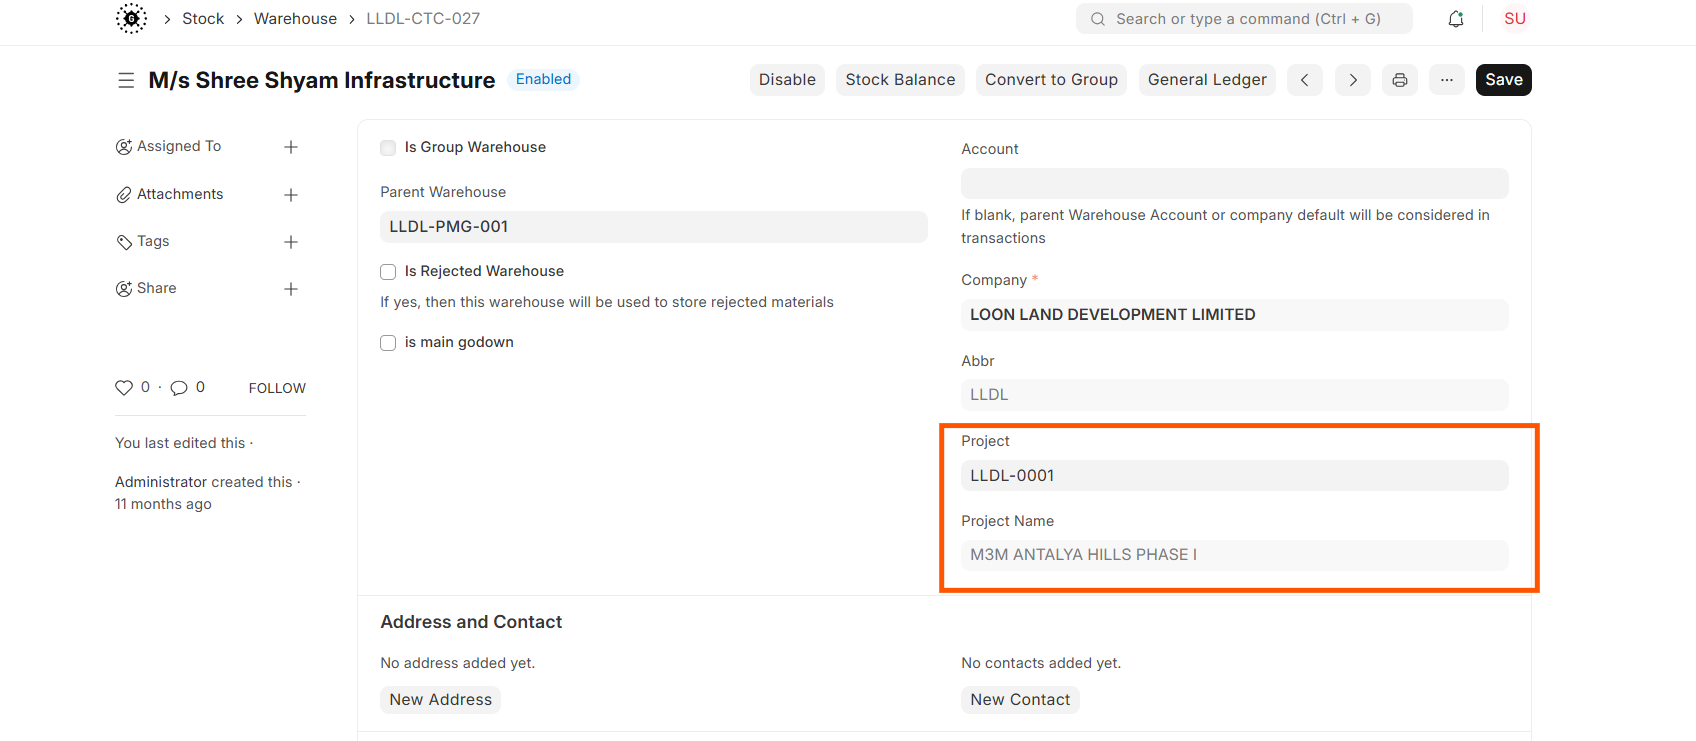 Stock > Warehouse > LLDL-CTC-027
Search or type a command (Ctrl + G)
SU
M/s Shree Shyam Infrastructure
Enabled
Disable
Stock Balance
Convert to Group
General Ledger
Save
Assigned To
Attachments
Tags
Share
0 · 0
FOLLOW
You last edited this ·
Administrator created this ·
11 months ago
Is Group Warehouse
Parent Warehouse
LLDL-PMG-001
Is Rejected Warehouse
If yes, then this warehouse will be used to store rejected materials
is main godown
Account
If blank, parent Warehouse Account or company default will be considered in
transactions
Company *
LOON LAND DEVELOPMENT LIMITED
Abbr
LLDL
Project
LLDL-0001
Project Name
M3M ANTALYA HILLS PHASE I
Address and Contact
No address added yet.
New Address
No contacts added yet.
New Contact